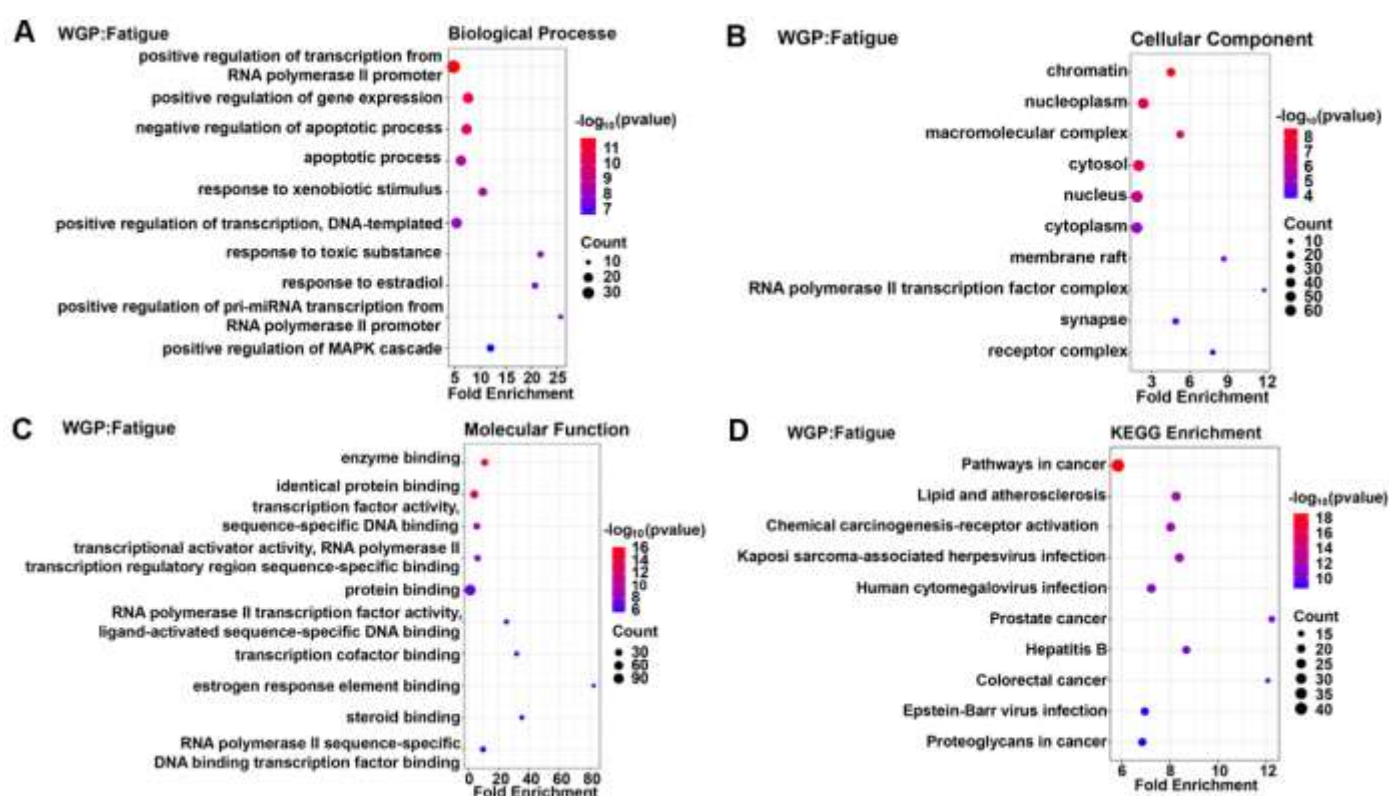 A
WGP:Fatigue
Biological Processe
positive regulation of transcription from
RNA polymerase II promoter
positive regulation of gene expression
negative regulation of apoptotic process
apoptotic process
response to xenobiotic stimulus
positive regulation of transcription, DNA-templated
response to toxic substance
response to estradiol
positive regulation of pri-miRNA transcription from
RNA polymerase II promoter
positive regulation of MAPK cascade
5 10 15 20 25
Fold Enrichment
-log₁₀(pvalue)
11
10
9
8
7
Count
10
20
30
B
WGP:Fatigue
Cellular Component
chromatin
nucleoplasm
macromolecular complex
cytosol
nucleus
cytoplasm
membrane raft
RNA polymerase II transcription factor complex
synapse
receptor complex
3 6 9 12
Fold Enrichment
-log₁₀(pvalue)
8
7
6
5
4
Count
10
20
30
40
50
60
C
WGP:Fatigue
Molecular Function
enzyme binding
identical protein binding
transcription factor activity,
sequence-specific DNA binding
transcriptional activator activity, RNA polymerase II
transcription regulatory region sequence-specific binding
protein binding
RNA polymerase II transcription factor activity,
ligand-activated sequence-specific DNA binding
transcription cofactor binding
estrogen response element binding
steroid binding
RNA polymerase II sequence-specific
DNA binding transcription factor binding
0 20 40 60 80
Fold Enrichment
-log₁₀(pvalue)
16
14
12
10
8
6
Count
30
60
90
D
WGP:Fatigue
KEGG Enrichment
Pathways in cancer
Lipid and atherosclerosis
Chemical carcinogenesis-receptor activation
Kaposi sarcoma-associated herpesvirus infection
Human cytomegalovirus infection
Prostate cancer
Hepatitis B
Colorectal cancer
Epstein-Barr virus infection
Proteoglycans in cancer
6 8 10 12
Fold Enrichment
-log₁₀(pvalue)
18
16
14
12
10
Count
15
20
25
30
35
40